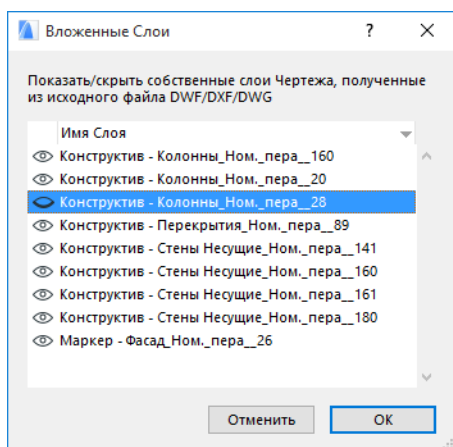 Вложенные Слои
?
Показать/скрыть собственные слои Чертежа, полученные
из исходного файла DWF/DXF/DWG
Имя Слоя
Конструктив - Колонны_Ном._пера__160
Конструктив - Колонны_Ном._пера__20
Конструктив - Колонны_Ном._пера__28
Конструктив - Перекрытия_Ном._пера__89
Конструктив - Стены Несущие_Ном._пера__141
Конструктив - Стены Несущие_Ном._пера__160
Конструктив - Стены Несущие_Ном._пера__161
Конструктив - Стены Несущие_Ном._пера__180
Маркер - Фасад_Ном._пера__26
Отменить
OK